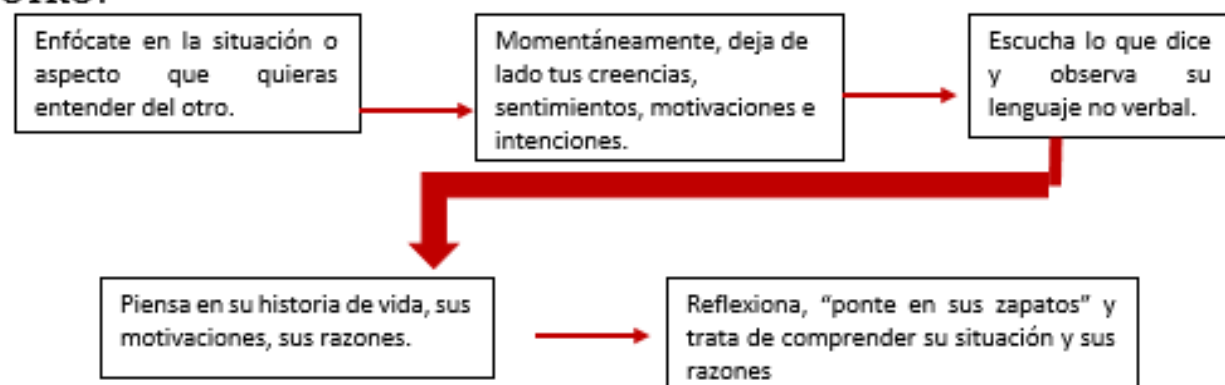 Enfócate en la situación o
aspecto que quieras
entender del otro.
Momentáneamente, deja de
lado tus creencias,
sentimientos, motivaciones e
intenciones.
Escucha lo que dice
y observa su
lenguaje no verbal.
Piensa en su historia de vida, sus
motivaciones, sus razones.
Reflexiona, “ponte en sus zapatos” y
trata de comprender su situación y sus
razones